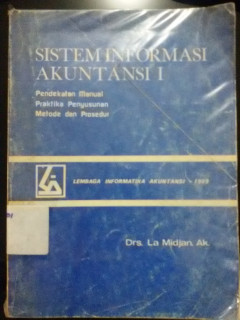 SISTEM INFORMASI
AKUNTANSI I
Pendekatan Manual
Praktika Penyusunan
Metode dan Prosedur
LEMBAGA INFORMATIKA AKUNTANSI - 1989
Drs. La Midjan, Ak.